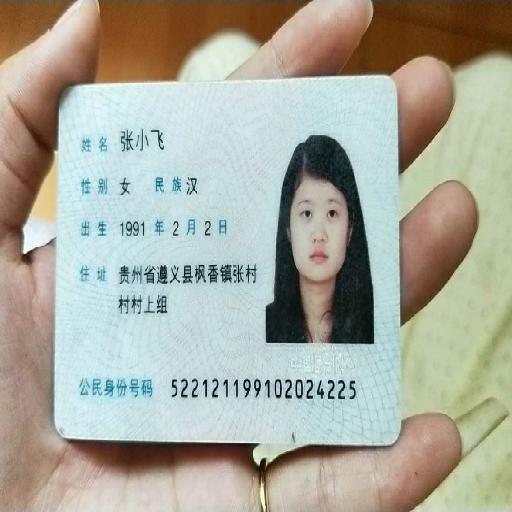 姓名 张小飞
性别 女 民族 汉
出生 1991 年 2 月 2 日
住址 贵州省遵义县枫香镇张村
村村上组
公民身份号码 522121199102024225